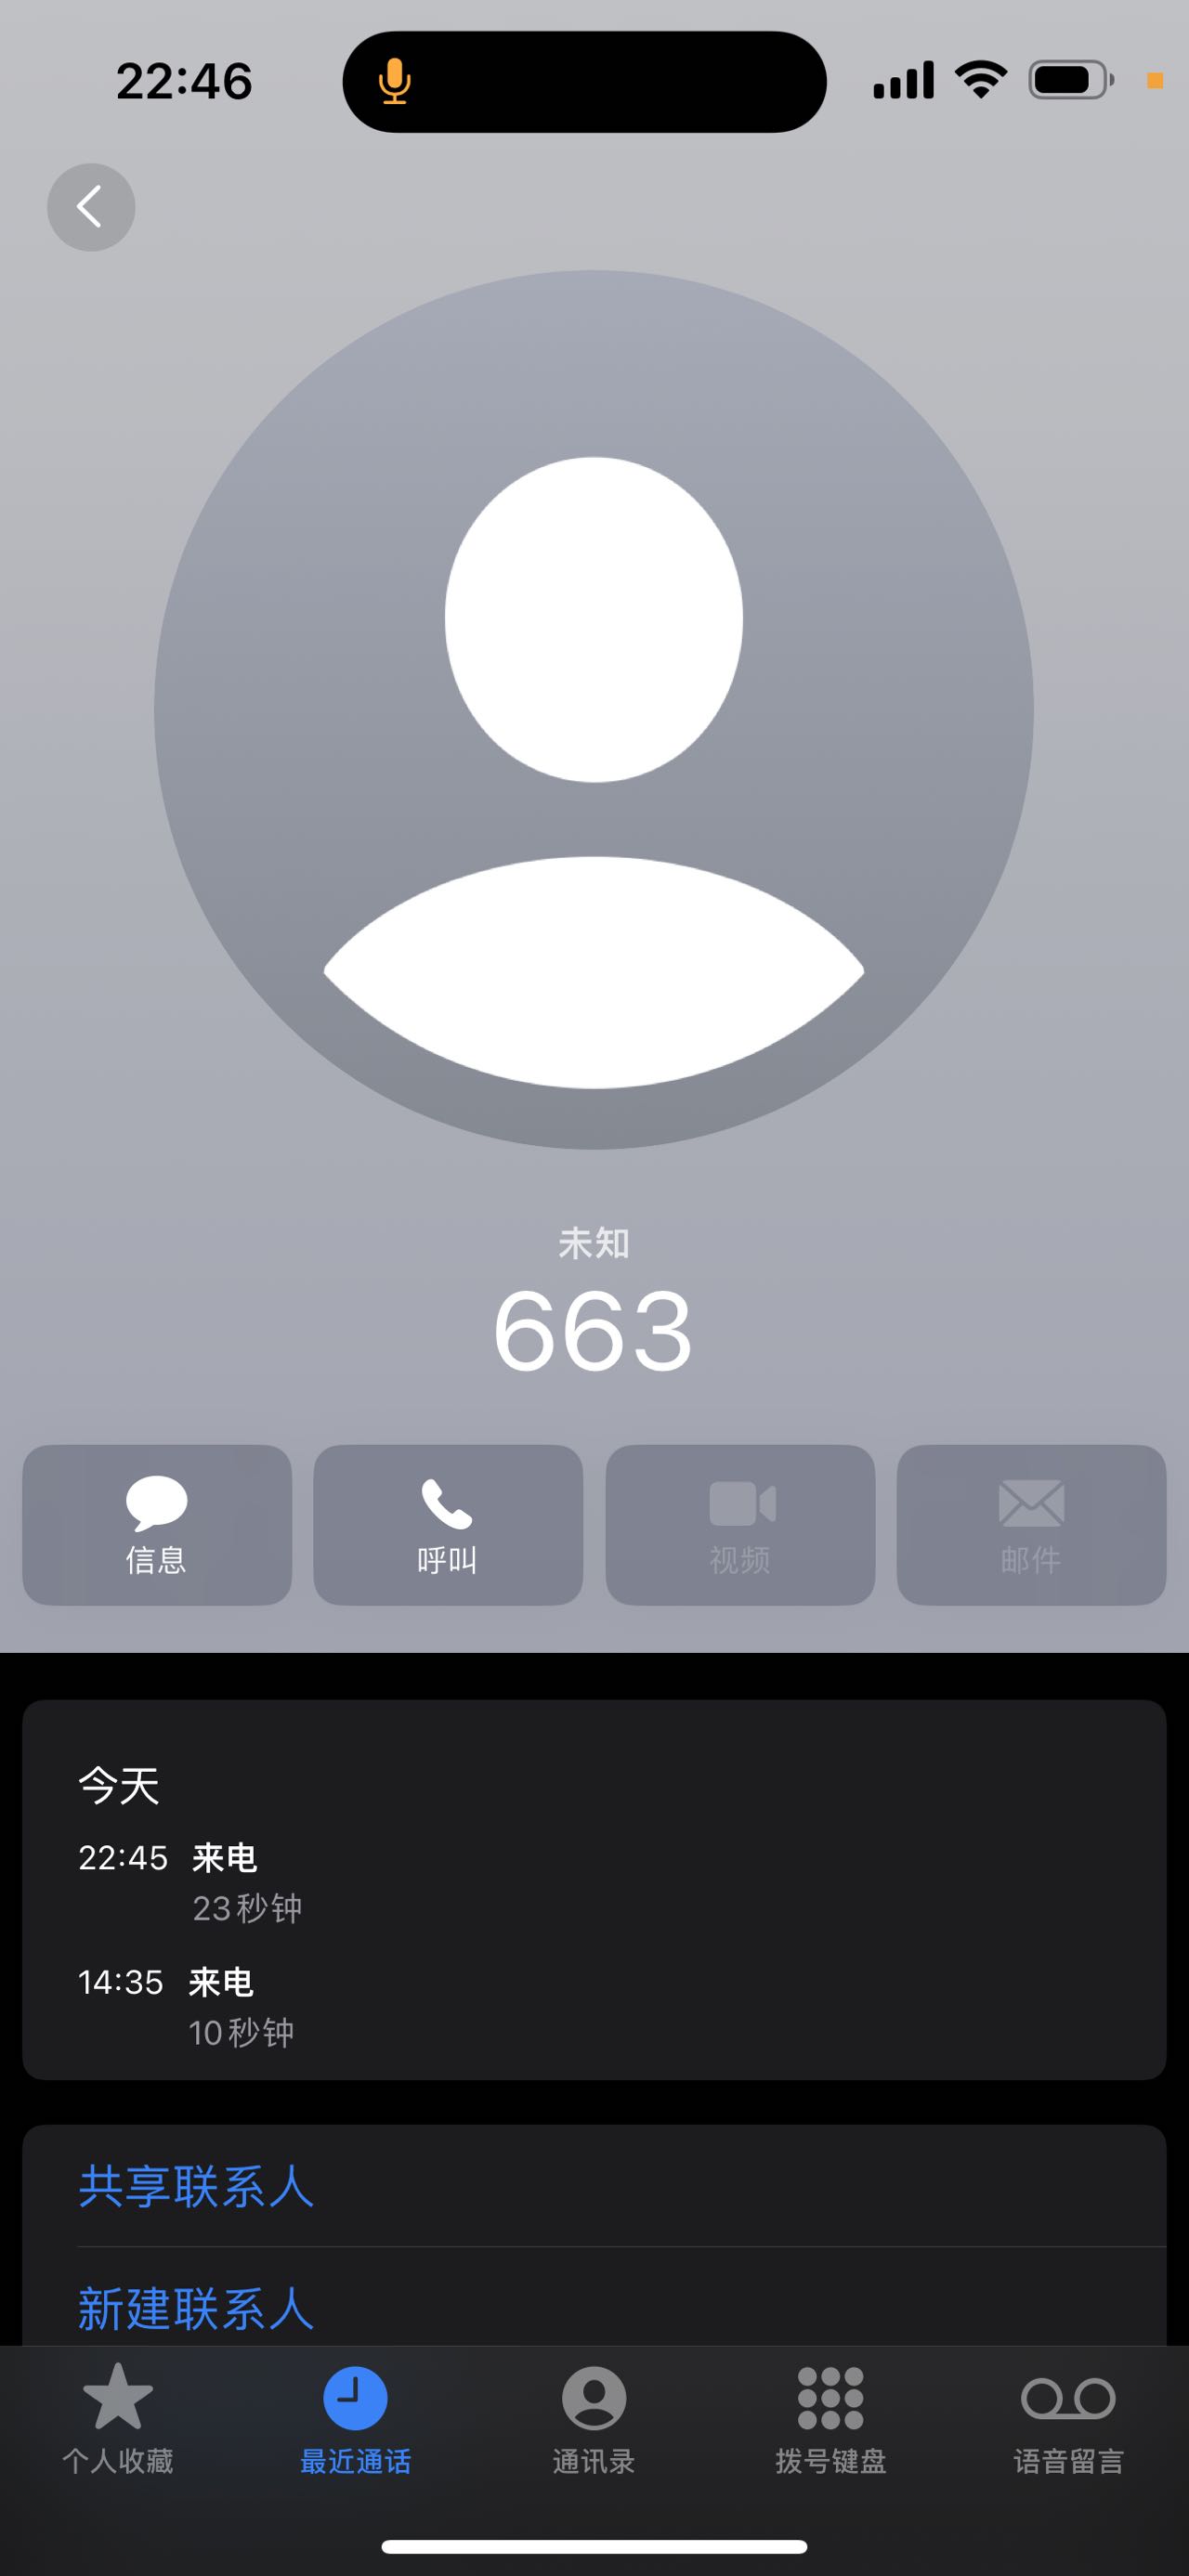 22:46
未知
663
信息
呼叫
视频
邮件
今天
22:45 来电
23秒钟
14:35 来电
10秒钟
共享联系人
新建联系人
个人收藏
最近通话
通讯录
拨号键盘
语音留言